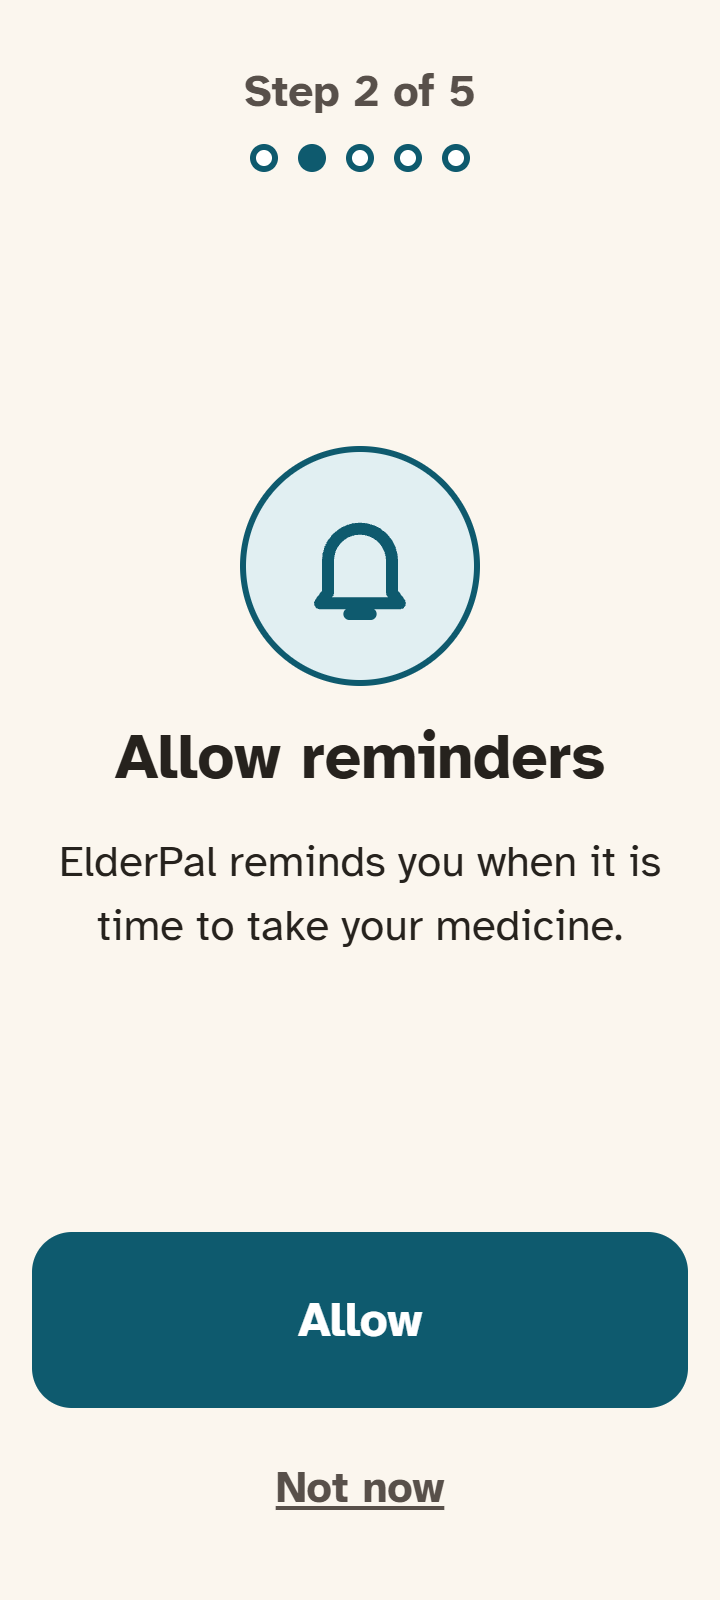 Step 2 of 5
Allow reminders
ElderPal reminds you when it is
time to take your medicine.
Allow
Not now